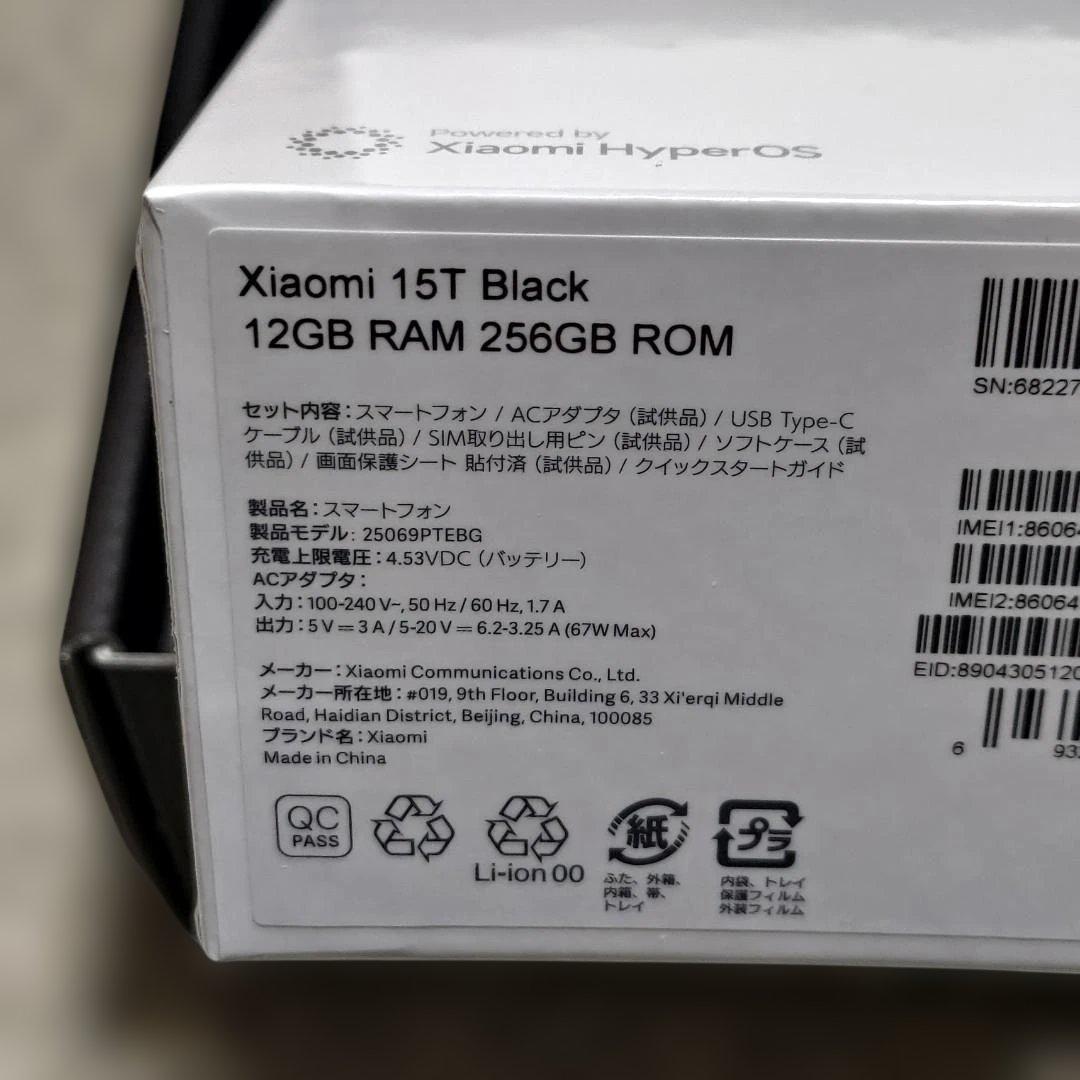 Powered by
Xiaomi HyperOS
Xiaomi 15T Black
12GB RAM 256GB ROM
セット内容：スマートフォン / ACアダプタ（試供品）/ USB Type-C
ケーブル（試供品）/ SIM取り出し用ピン（試供品）/ ソフトケース（試
供品）/ 画面保護シート 貼付済（試供品）/ クイックスタートガイド
製品名：スマートフォン
製品モデル: 25069PTEBG
充電上限電圧：4.53VDC（バッテリー）
ACアダプタ：
入力：100-240 V~, 50 Hz / 60 Hz, 1.7 A
出力：5 V ⎓ 3 A / 5-20 V ⎓ 6.2-3.25 A (67W Max)
メーカー：Xiaomi Communications Co., Ltd.
メーカー所在地：#019, 9th Floor, Building 6, 33 Xi'erqi Middle
Road, Haidian District, Beijing, China, 100085
ブランド名：Xiaomi
Made in China
QC
PASS
Li-ion 00
紙
ふた、外箱、
内箱、帯、
トレイ
プラ
内袋、トレイ
保護フィルム
外装フィルム
SN:68227
IMEI1:86064
IMEI2:86064
EID:8904305120
6 932